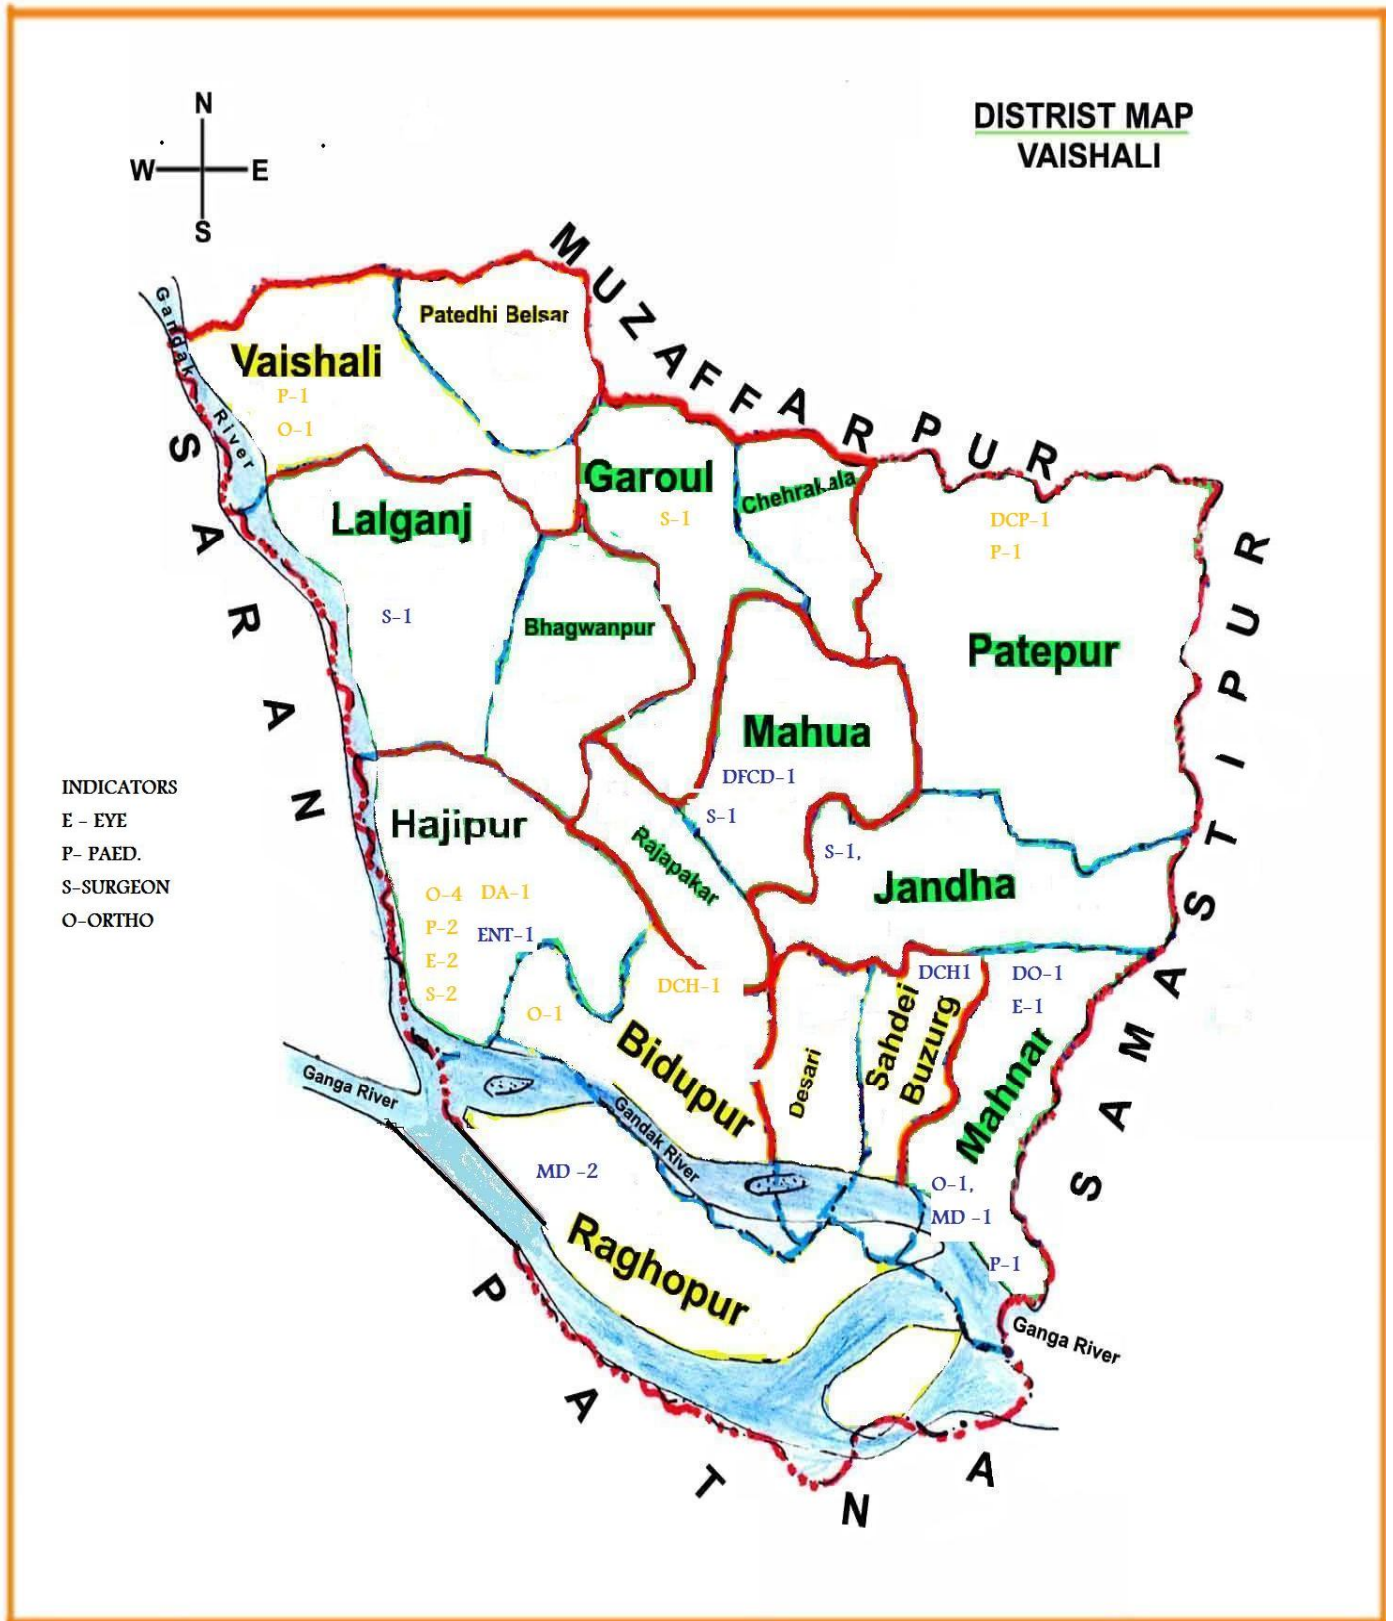 N
W E
S
DISTRIST MAP
VAISHALI
MUZAFFARPUR
Gandak River
Patedhi Belsar
Vaishali
P-1
O-1
Garoul
S-1
Chehrakala
Lalganj
S-1
DCP-1
P-1
Patepur
Bhagwanpur
SARAN
SAMASTIPUR
Mahua
DFCD-1
S-1
INDICATORS
E - EYE
P- PAED.
S-SURGEON
O-ORTHO
Hajipur
O-4 DA-1
P-2 ENT-1
E-2
S-2
Rajapakar
S-1,
Jandha
DCH-1
O-1
Bidupur
Desari
DCH1
Sahdei
Buzurg
DO-1
E-1
Mahnar
O-1,
MD -1
P-1
Ganga River
Gandak River
MD -2
Raghopur
Ganga River
PATNA